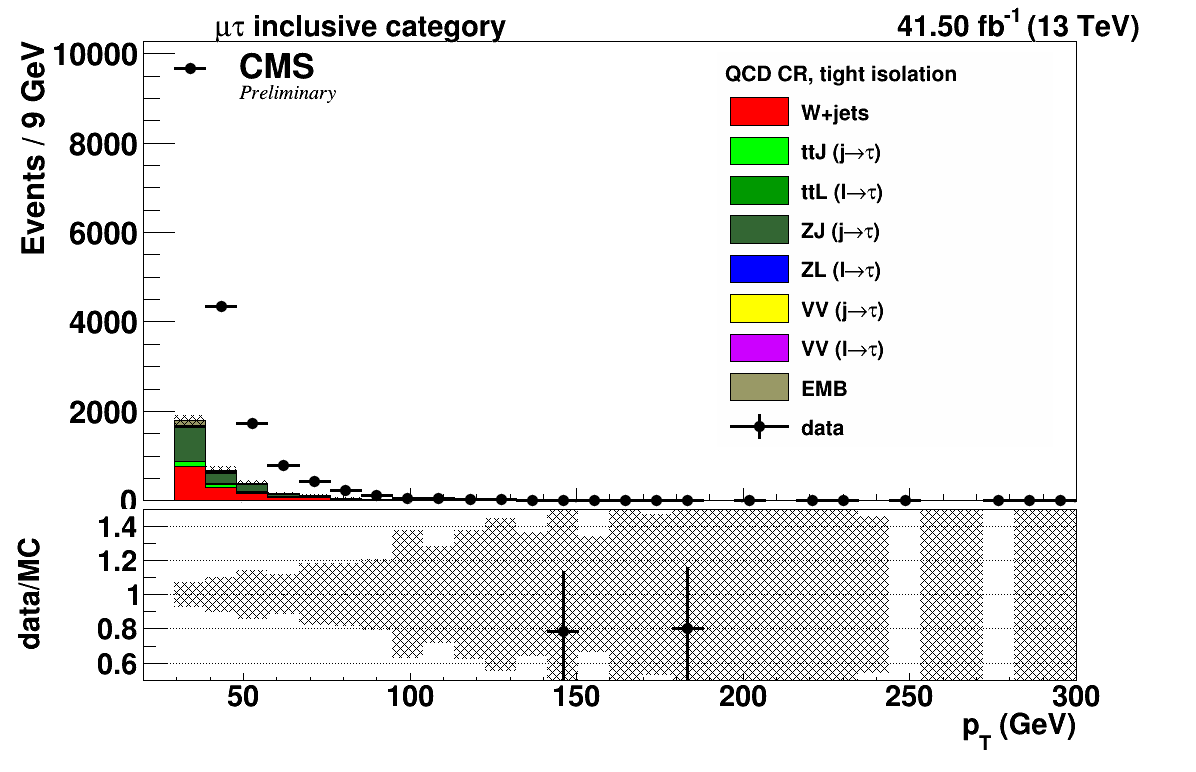 μτ inclusive category
41.50 fb-1 (13 TeV)
Events / 9 GeV
10000
8000
6000
4000
2000
0
CMS
Preliminary
QCD CR, tight isolation
W+jets
ttJ (j→τ)
ttL (l→τ)
ZJ (j→τ)
ZL (l→τ)
VV (j→τ)
VV (l→τ)
EMB
data
data/MC
1.4
1.2
1
0.8
0.6
50
100
150
200
250
300
pT (GeV)